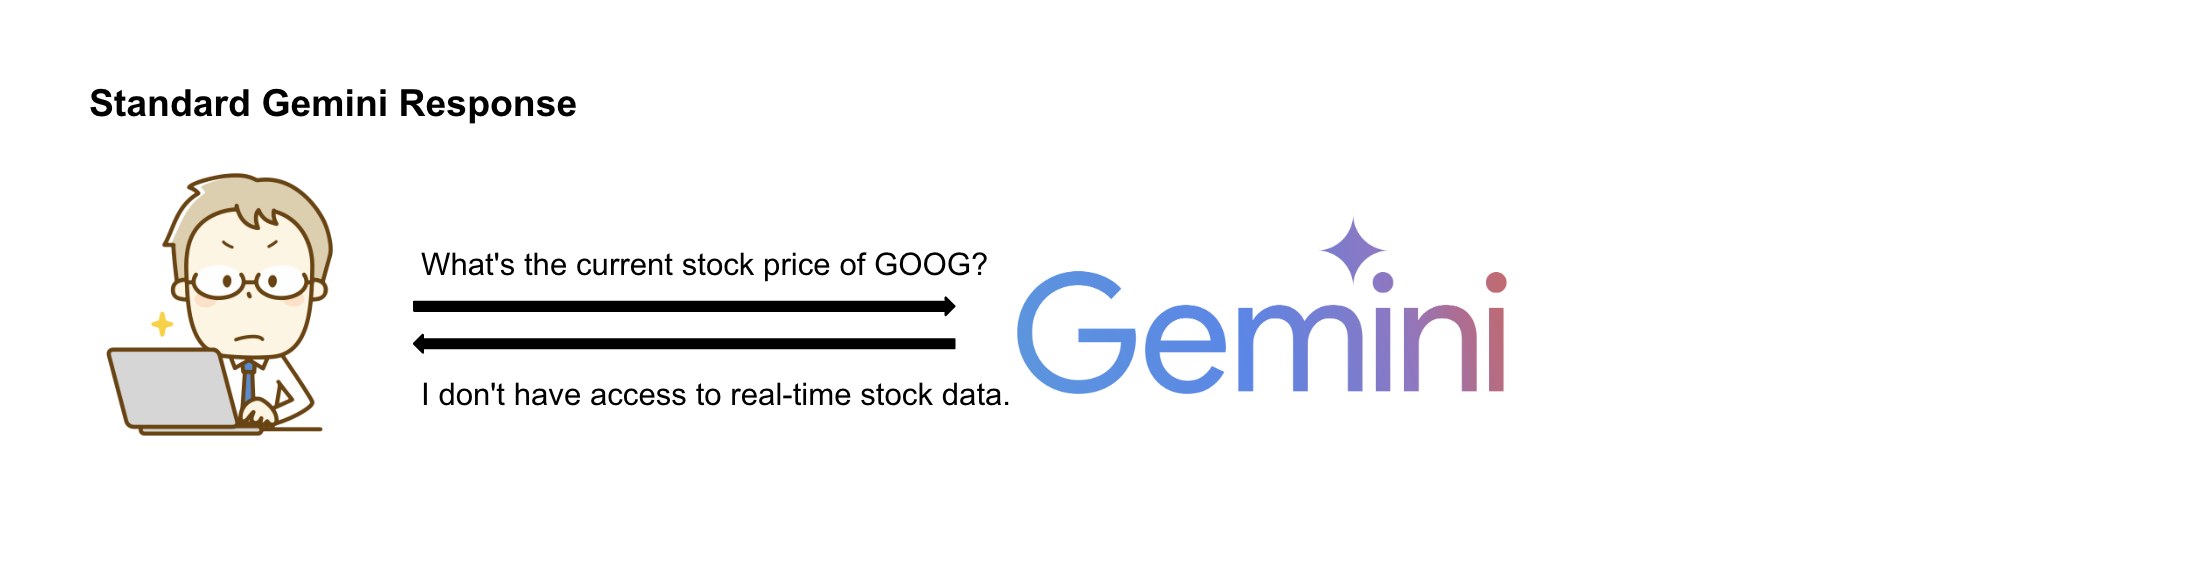 Standard Gemini Response
What's the current stock price of GOOG?
Gemini
I don't have access to real-time stock data.